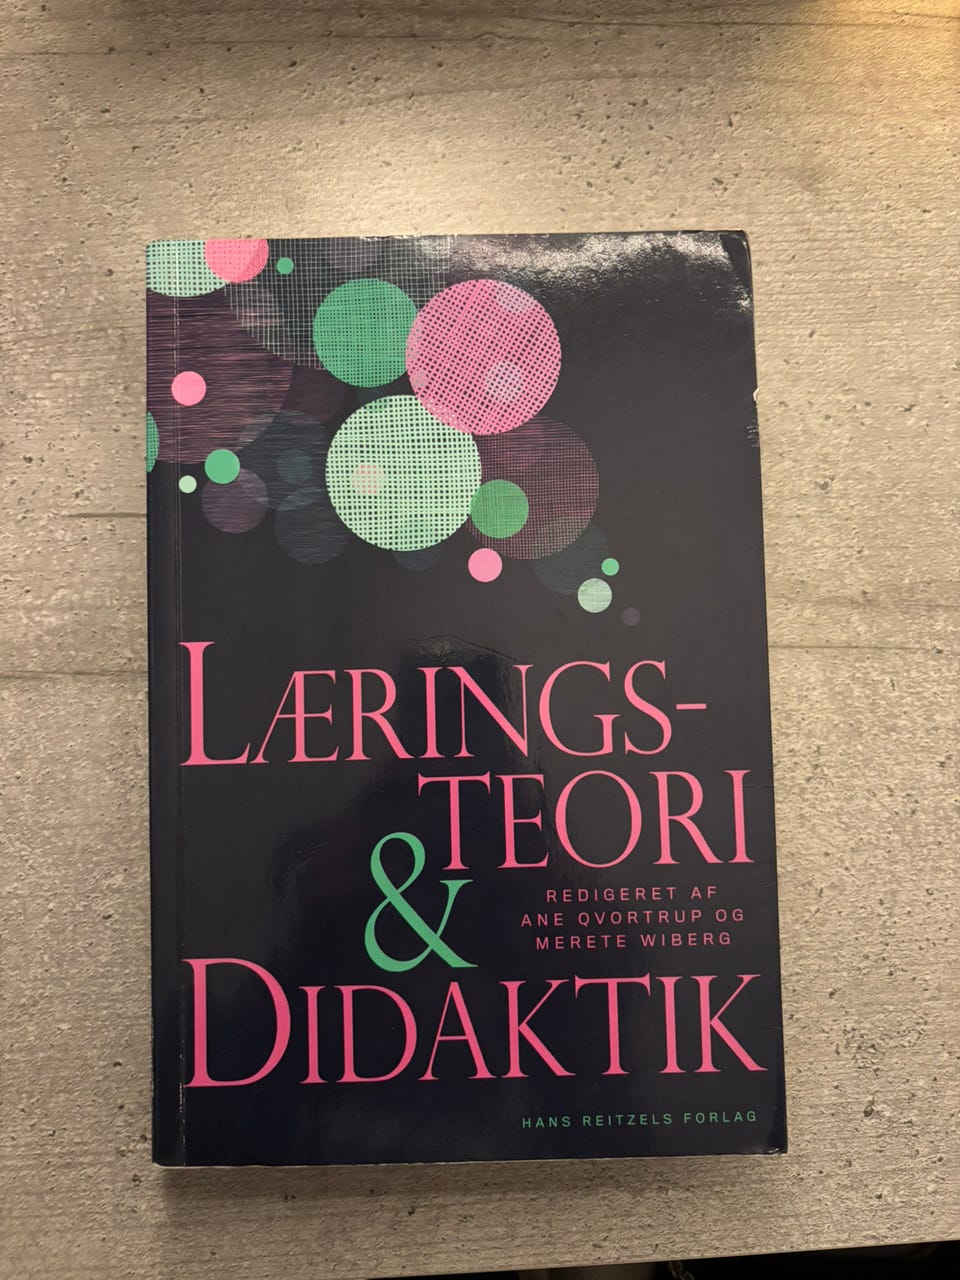 LÆRINGS-
TEORI
&
REDIGERET AF
ANE QVORTRUP OG
MERETE WIBERG
DIDAKTIK
HANS REITZELS FORLAG